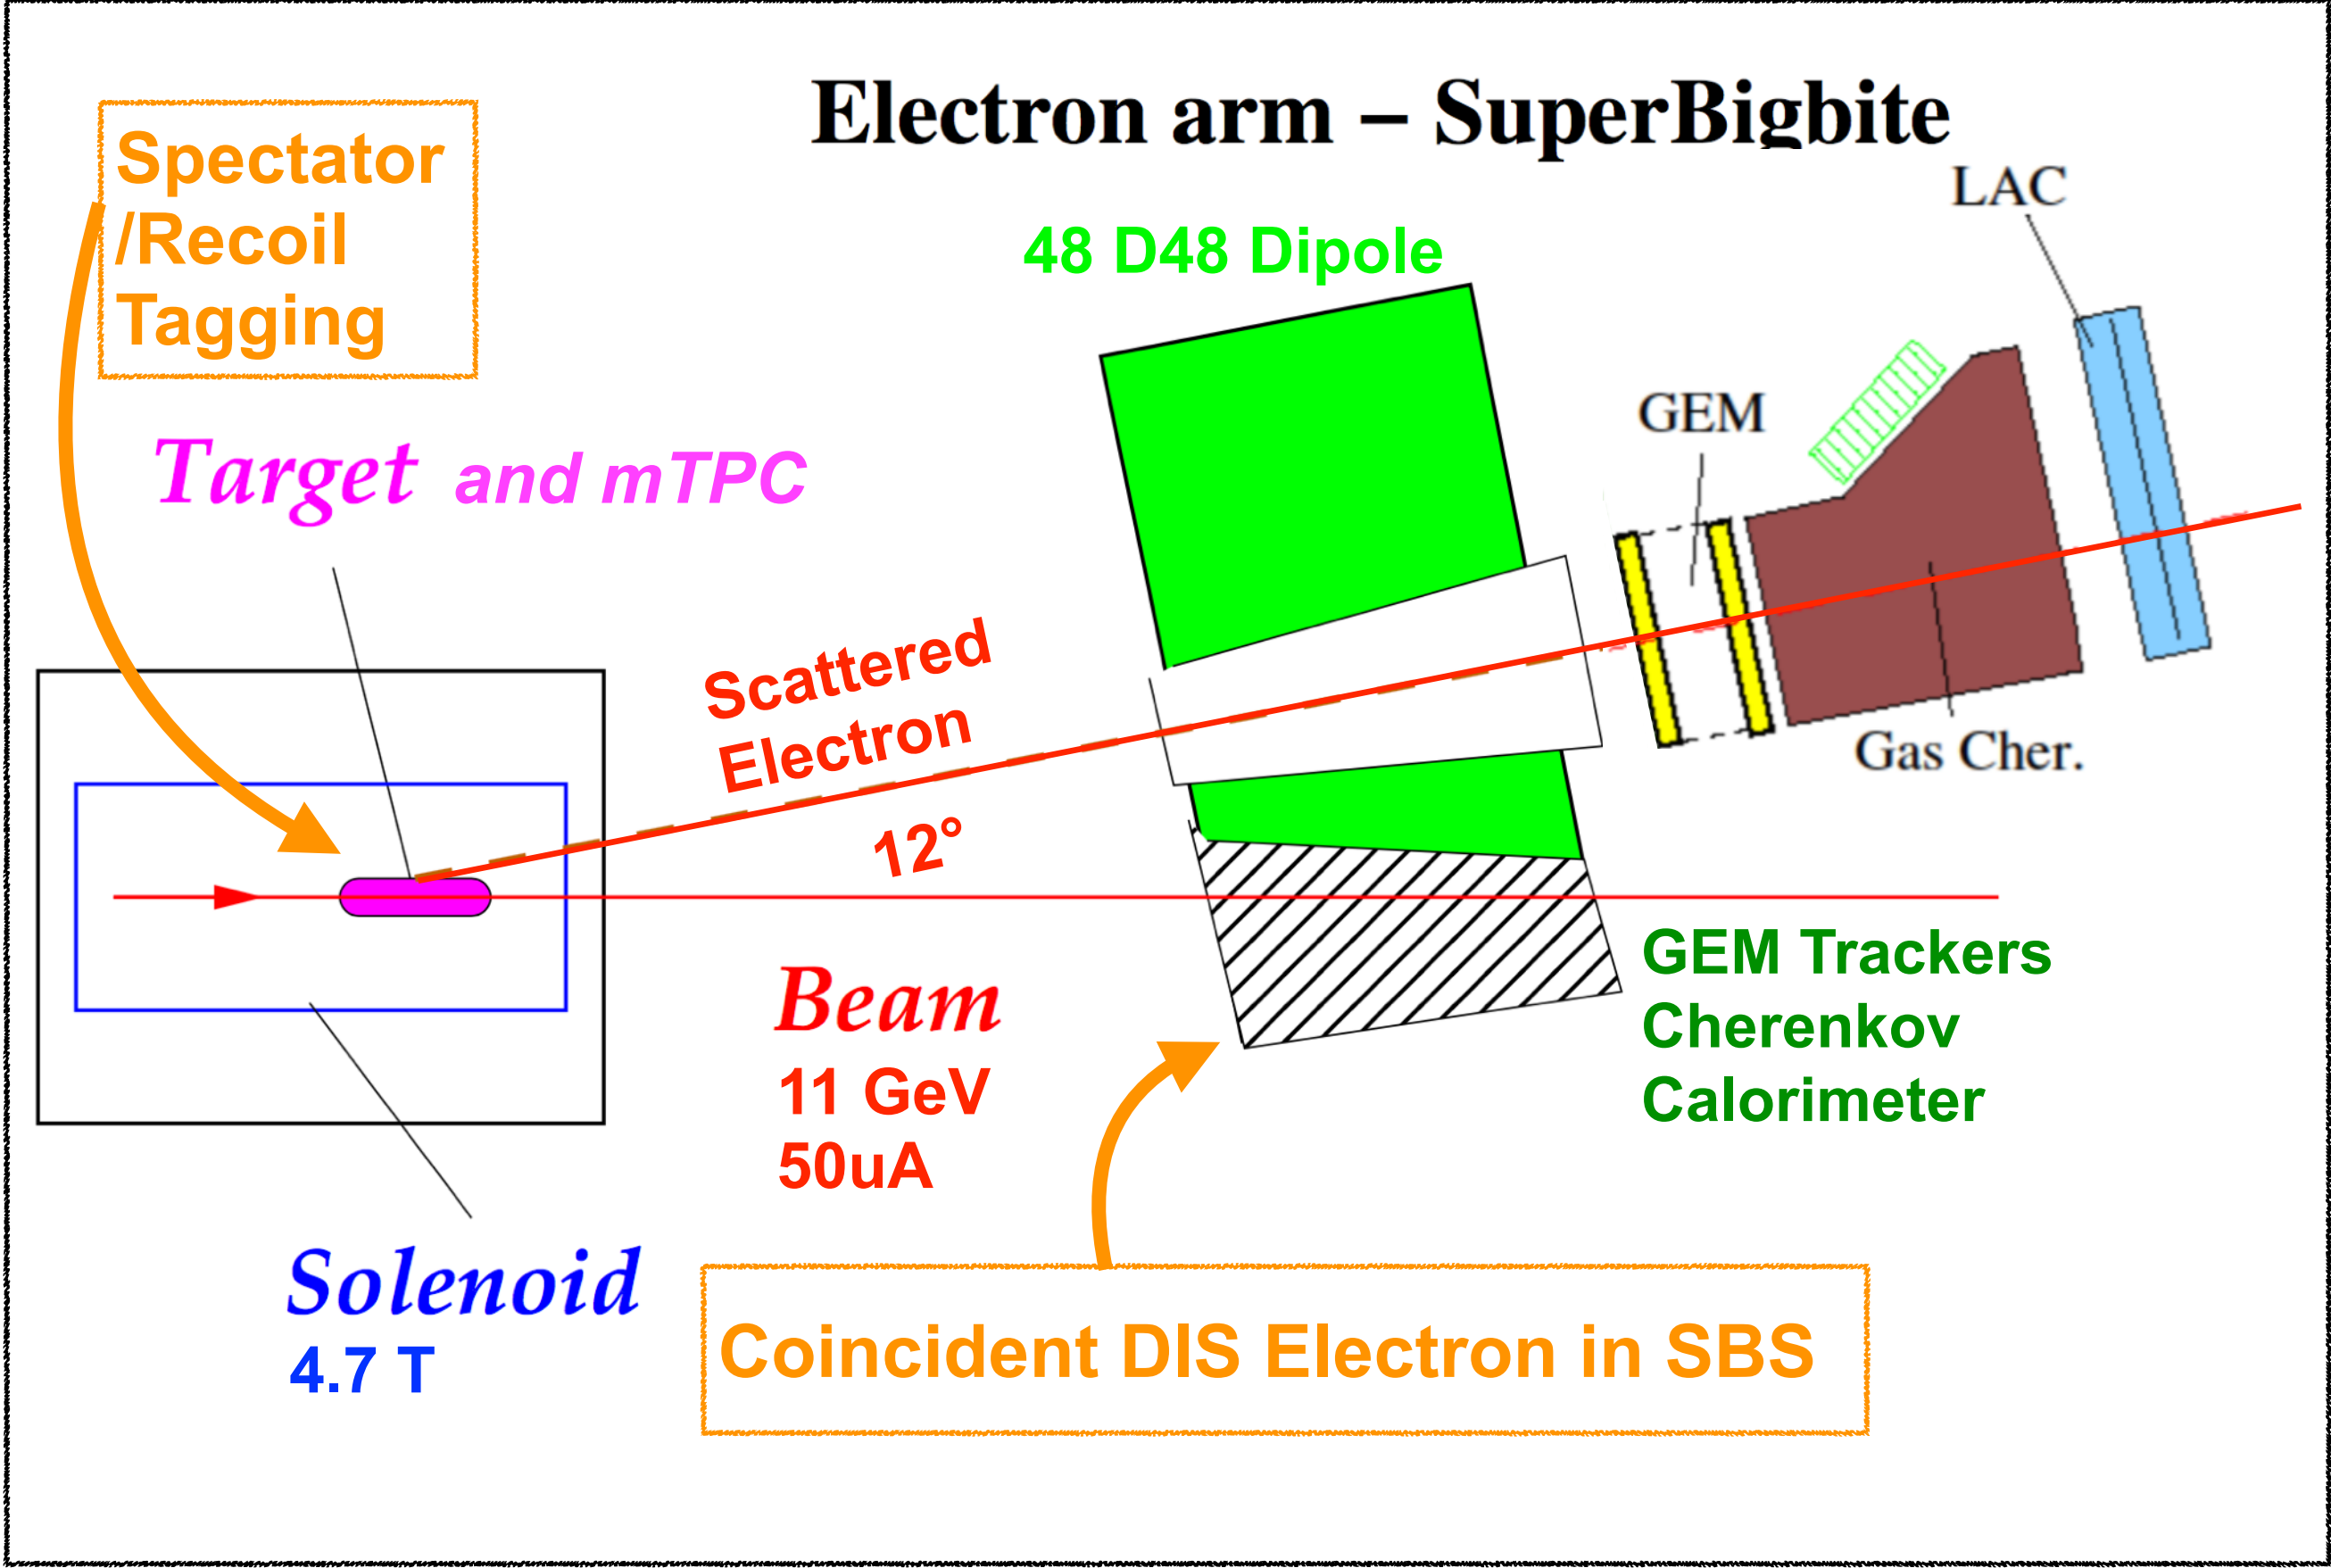 Electron arm – SuperBigbite
Spectator
/Recoil
Tagging
LAC
48 D48 Dipole
GEM
Target and mTPC
Scattered
Electron
Gas Cher.
12°
GEM Trackers
Cherenkov
Calorimeter
Beam
11 GeV
50uA
Solenoid
4.7 T
Coincident DIS Electron in SBS